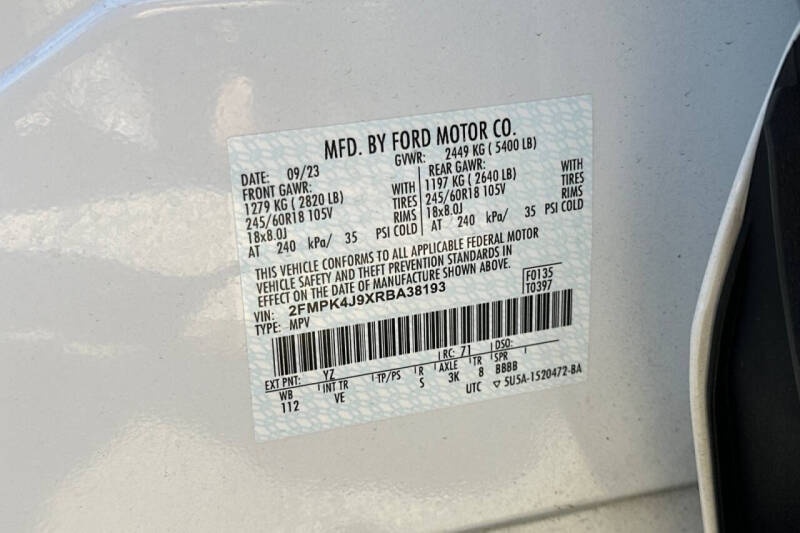 MFD. BY FORD MOTOR CO.
DATE: 09/23 GVWR: 2449 KG ( 5400 LB)
FRONT GAWR: REAR GAWR:
1279 KG ( 2820 LB) WITH 1197 KG ( 2640 LB) WITH
245/60R18 105V TIRES 245/60R18 105V TIRES
18x8.0J RIMS 18x8.0J RIMS
AT 240 kPa/ 35 PSI COLD AT 240 kPa/ 35 PSI COLD
THIS VEHICLE CONFORMS TO ALL APPLICABLE FEDERAL MOTOR
VEHICLE SAFETY AND THEFT PREVENTION STANDARDS IN
EFFECT ON THE DATE OF MANUFACTURE SHOWN ABOVE.
VIN: 2FMPK4J9XRBA38193 F0135
TYPE: MPV T0397
EXT PNT: YZ RC: 71 DSO:
WB INT TR TP/PS R AXLE TR SPR
112 VE S 3K 8 BBBB
UTC ▽ 5U5A-1520472-BA